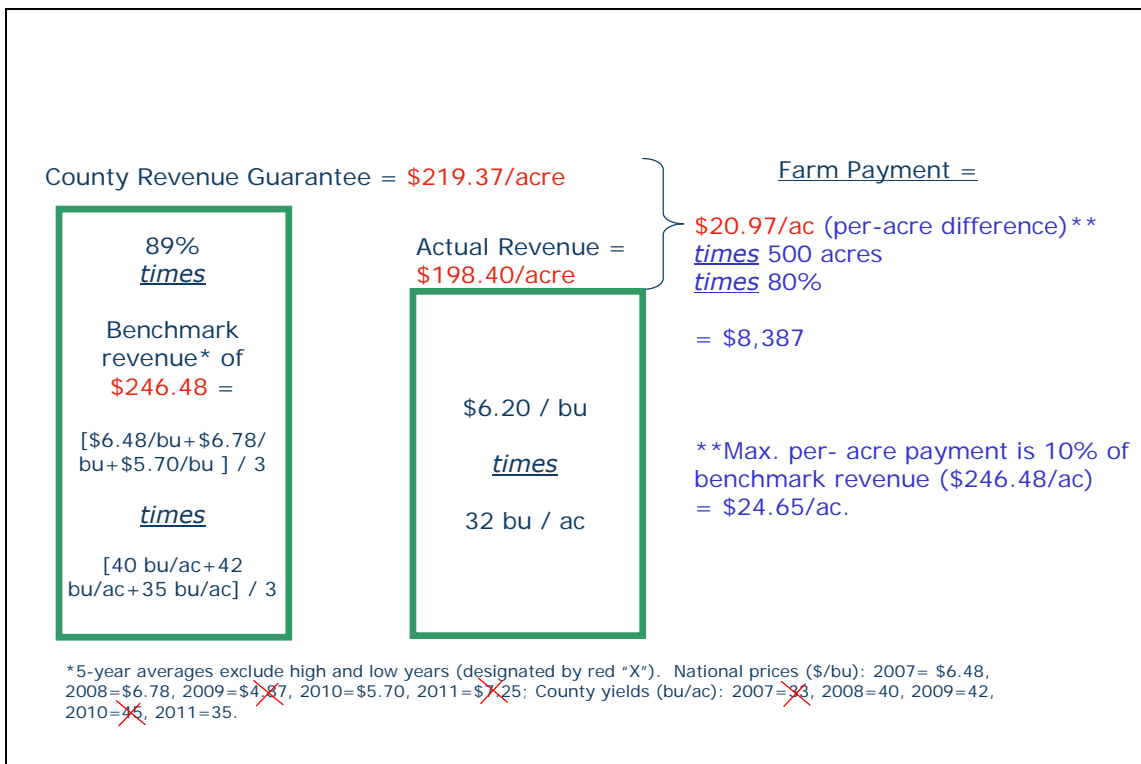 County Revenue Guarantee = $219.37/acre
89%
times
Benchmark
revenue* of
$246.48 =
[$6.48/bu+$6.78/
bu+$5.70/bu ] / 3
times
[40 bu/ac+42
bu/ac+35 bu/ac] / 3
Actual Revenue =
$198.40/acre
$6.20 / bu
times
32 bu / ac
Farm Payment =
$20.97/ac (per-acre difference)**
times 500 acres
times 80%
= $8,387
**Max. per- acre payment is 10% of
benchmark revenue ($246.48/ac)
= $24.65/ac.
*5-year averages exclude high and low years (designated by red “X”).  National prices ($/bu): 2007= $6.48,
2008=$6.78, 2009=$4.87, 2010=$5.70, 2011=$7.25; County yields (bu/ac): 2007=33, 2008=40, 2009=42,
2010=45, 2011=35.